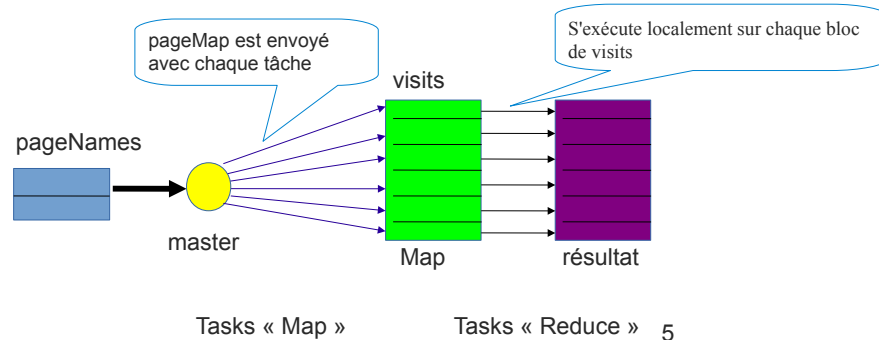 pageMap est envoyé
avec chaque tâche
S'exécute localement sur chaque bloc
de visits
visits
pageNames
master
Map
résultat
Tasks « Map »
Tasks « Reduce »
5